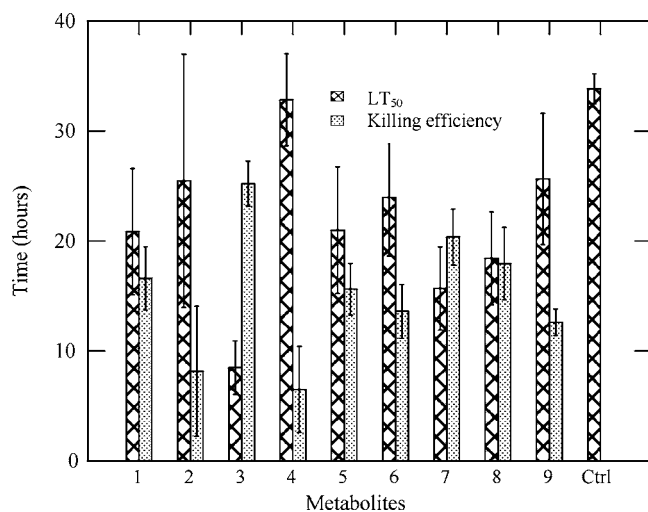 40
30
20
10
0
Time (hours)
LT₅₀
Killing efficiency
1 2 3 4 5 6 7 8 9 Ctrl
Metabolites